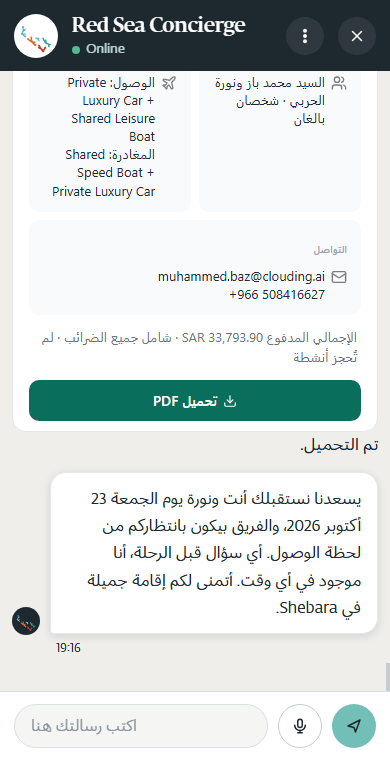 Red Sea Concierge
Online
السيد محمد باز ونورة
الحربي · شخصان
بالغان
الوصول: Private
Luxury Car +
Shared Leisure
Boat
المغادرة: Shared
Speed Boat +
Private Luxury Car
التواصل
muhammed.baz@clouding.ai
+966 508416627
الإجمالي المدفوع SAR 33,793.90 · شامل جميع الضرائب · لم
تُحجز أنشطة
تحميل PDF
تم التحميل.
يسعدنا نستقبلك أنت ونورة يوم الجمعة 23
أكتوبر 2026، والفريق بيكون بانتظاركم من
لحظة الوصول. أي سؤال قبل الرحلة، أنا
موجود في أي وقت. أتمنى لكم إقامة جميلة
في Shebara.
19:16
اكتب رسالتك هنا